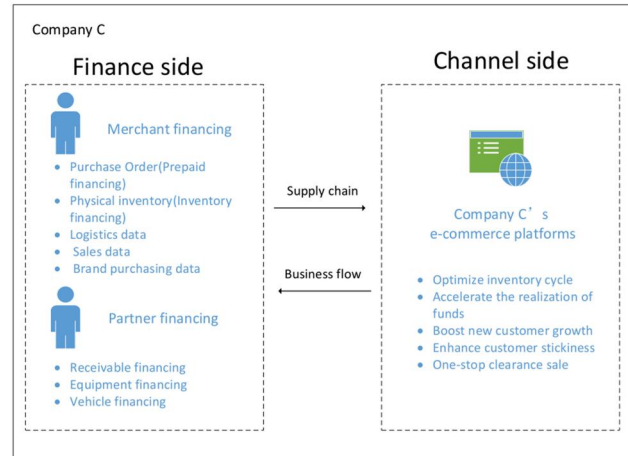 Company C
Finance side
Merchant financing
Purchase Order(Prepaid
financing)
Physical inventory(Inventory
financing)
Logistics data
Sales data
Brand purchasing data
Partner financing
Receivable financing
Equipment financing
Vehicle financing
Supply chain
Business flow
Channel side
Company C's
e-commerce platforms
Optimize inventory cycle
Accelerate the realization of
funds
Boost new customer growth
Enhance customer stickiness
One-stop clearance sale